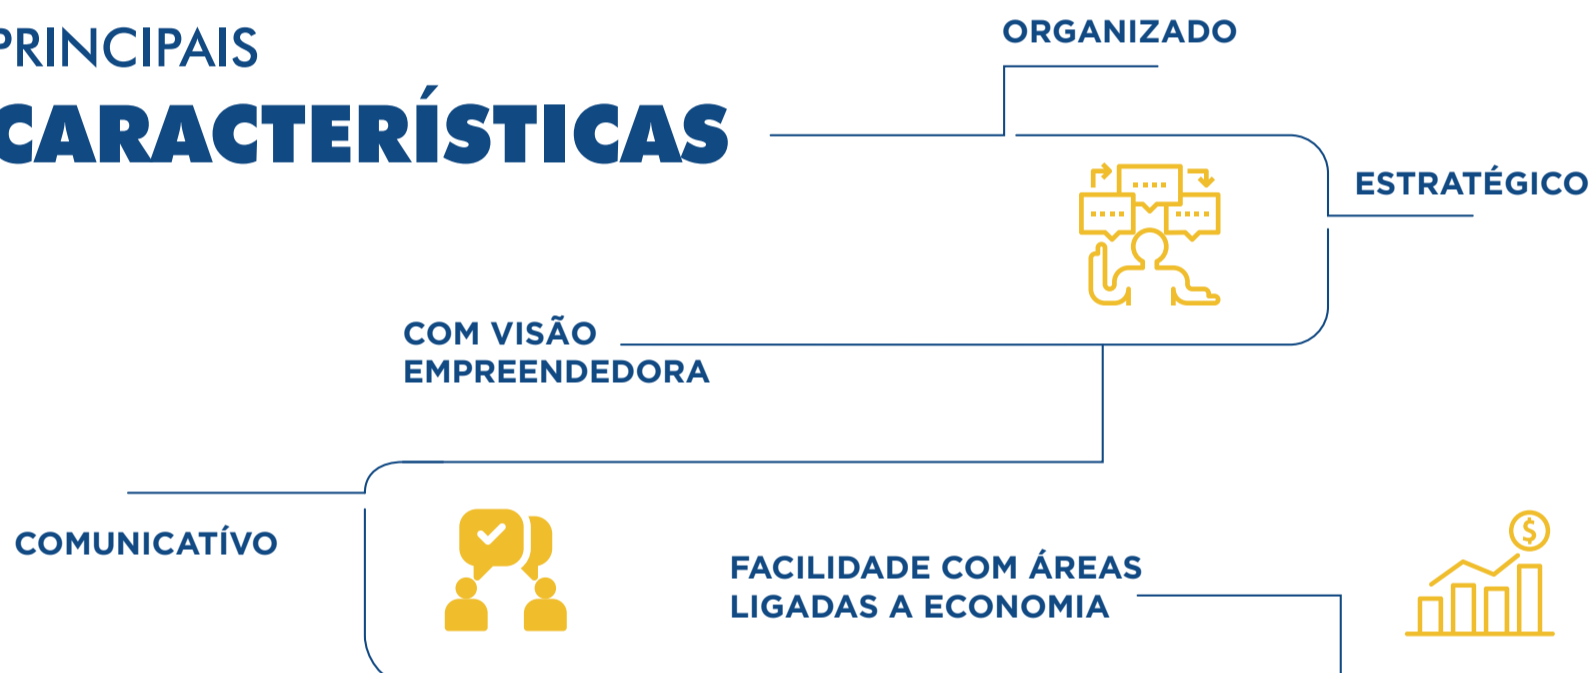 PRINCIPAIS
CARACTERÍSTICAS
ORGANIZADO
ESTRATÉGICO
COM VISÃO
EMPREENDEDORA
COMUNICATÍVO
FACILIDADE COM ÁREAS
LIGADAS A ECONOMIA
$